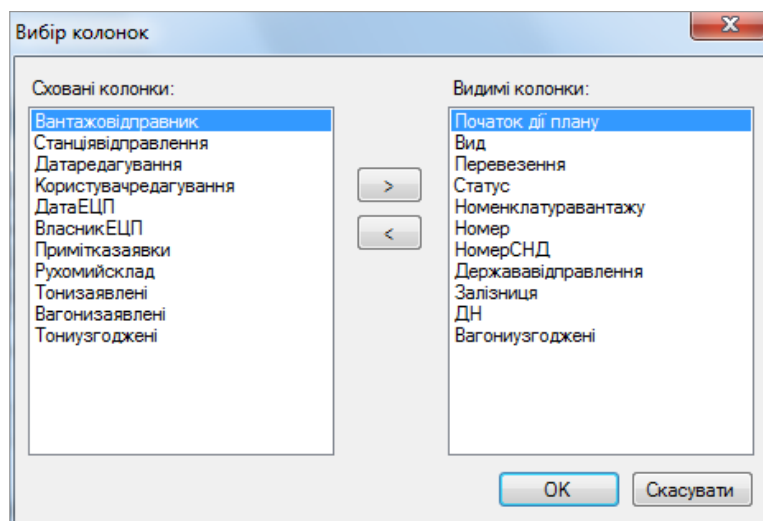 Вибір колонок
Сховані колонки:
Вантажовідправник
Станціявідправлення
Датаредагування
Користувачредагування
ДатаЕЦП
ВласникЕЦП
Приміткazаявки
Рухомийсклад
Тонизаявлені
Вагонизаявлені
Тониузгоджені
>
<
Видимі колонки:
Початок дії плану
Вид
Перевезення
Статус
Номенклатуравантажу
Номер
НомерСНД
Держававідправлення
Залізниця
ДН
Вагониузгоджені
OK
Скасувати